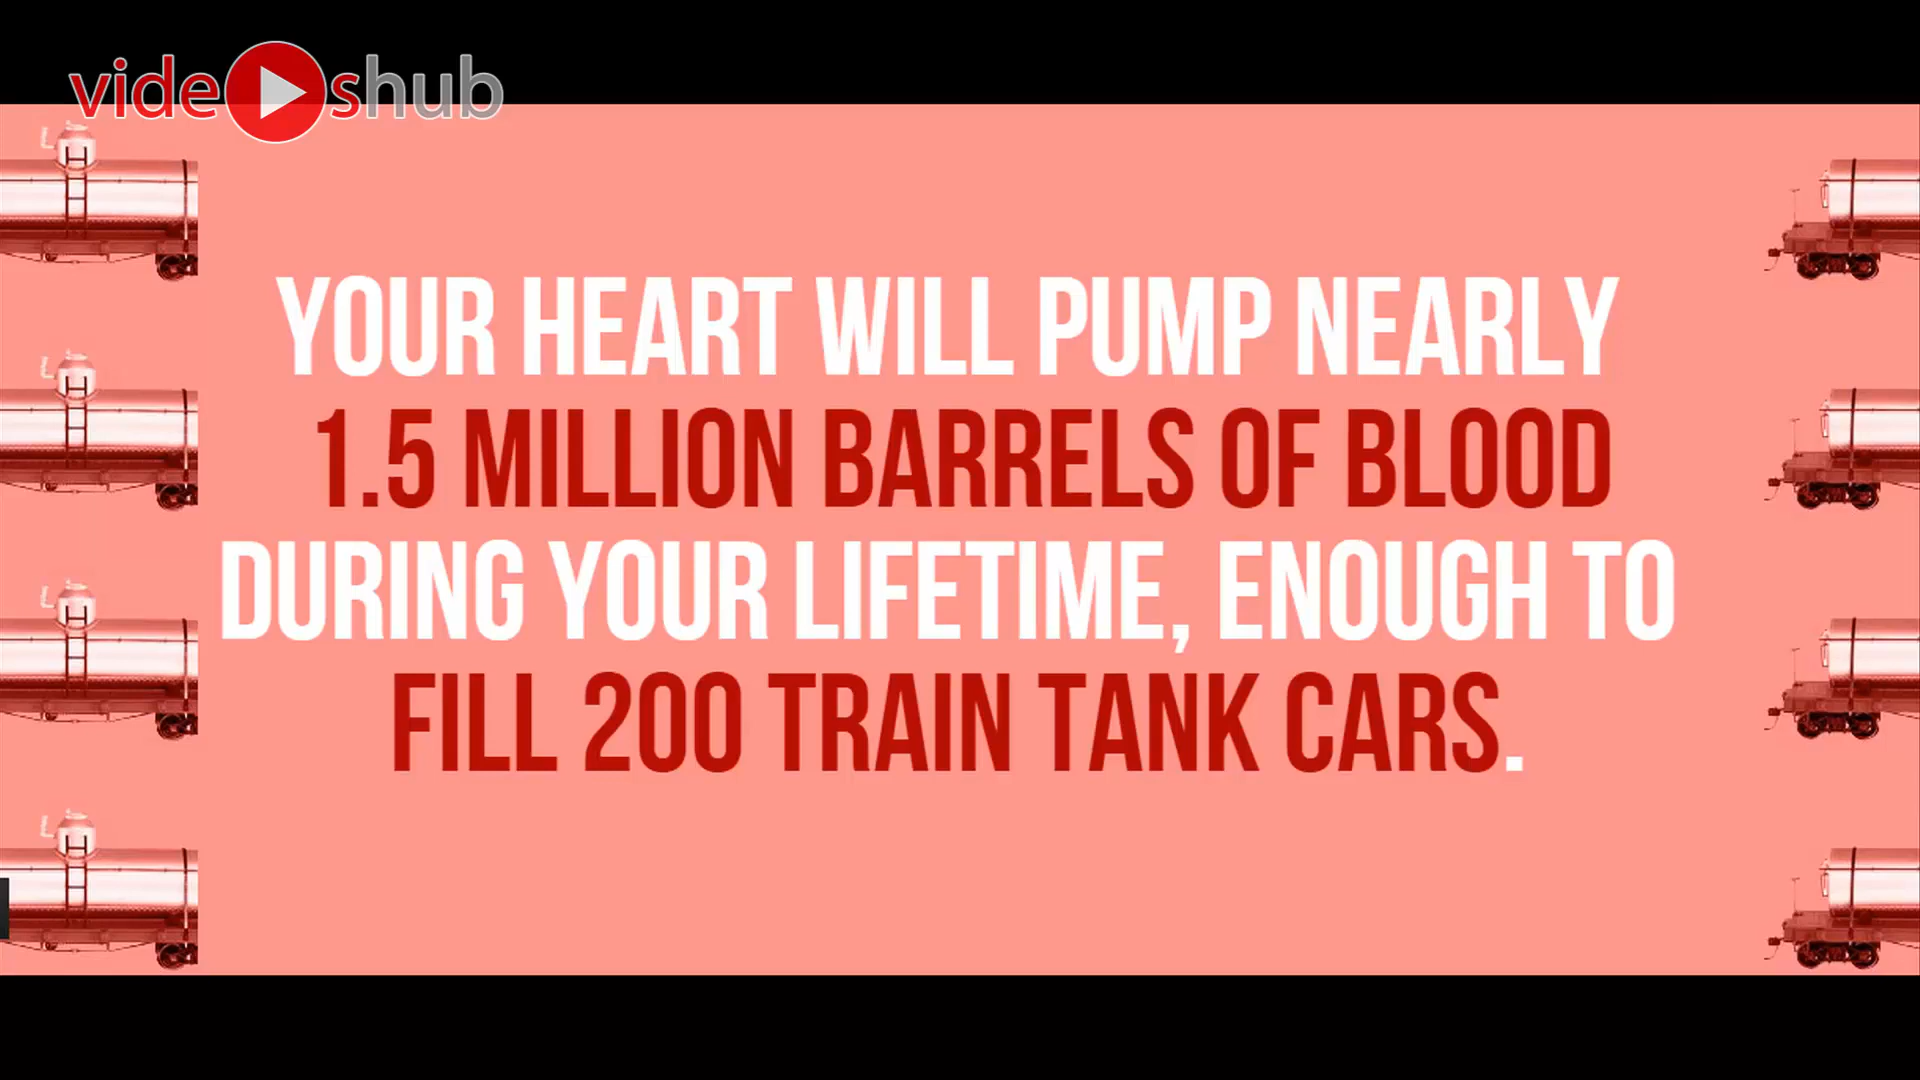 videoshub
YOUR HEART WILL PUMP NEARLY
1.5 MILLION BARRELS OF BLOOD
DURING YOUR LIFETIME, ENOUGH TO
FILL 200 TRAIN TANK CARS.